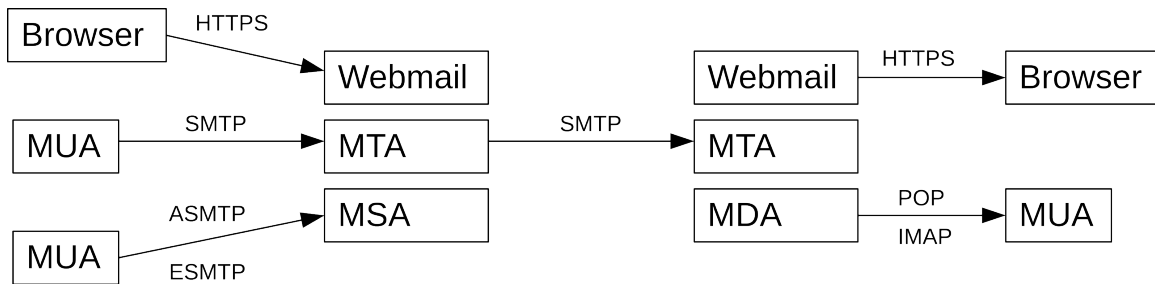 HTTPS
Browser
HTTPS
Webmail
Webmail
Browser
SMTP
SMTP
MUA
MTA
MTA
ASMTP
MSA
MDA
POP
MUA
IMAP
MUA
ESMTP